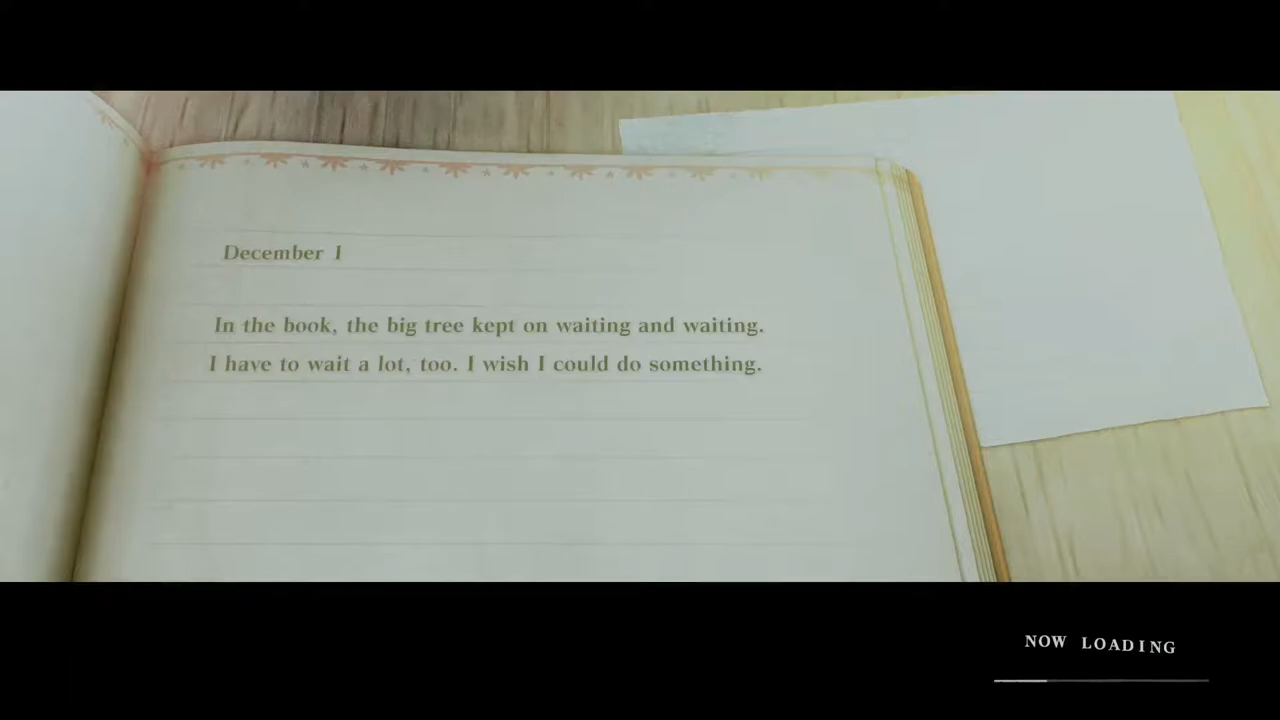 December 1
In the book, the big tree kept on waiting and waiting.
I have to wait a lot, too. I wish I could do something.
NOW LOADING